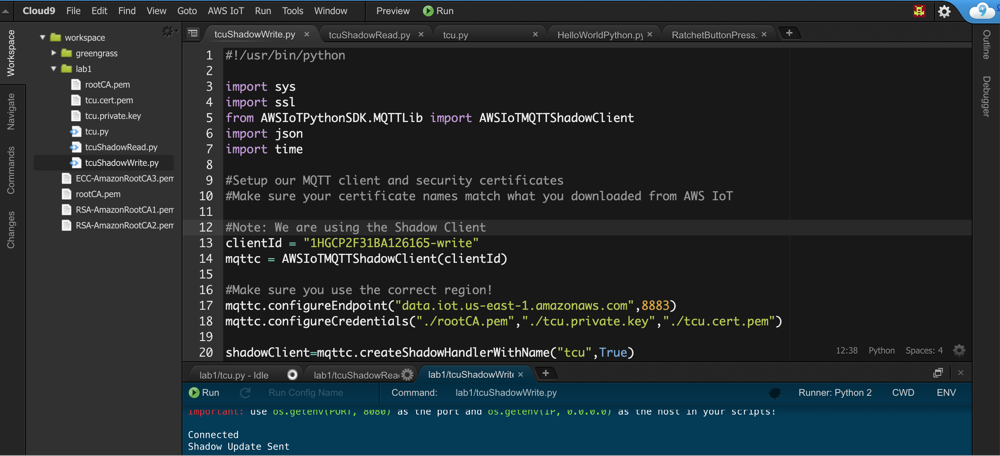 Cloud9 File Edit Find View Goto AWS IoT Run Tools Window Preview Run
Workspace
Navigate
Commands
Changes
workspace
greengrass
lab1
rootCA.pem
tcu.cert.pem
tcu.private.key
tcu.py
tcuShadowRead.py
tcuShadowWrite.py
ECC-AmazonRootCA3.pem
rootCA.pem
RSA-AmazonRootCA1.pem
RSA-AmazonRootCA2.pem
tcuShadowWrite.py tcuShadowRead.py tcu.py HelloWorldPython.py RatchetButtonPress.
1 #!/usr/bin/python
2
3 import sys
4 import ssl
5 from AWSIoTPythonSDK.MQTTLib import AWSIoTMQTTShadowClient
6 import json
7 import time
8
9 #Setup our MQTT client and security certificates
10 #Make sure your certificate names match what you downloaded from AWS IoT
11
12 #Note: We are using the Shadow Client
13 clientId = "1HGCP2F31BA126165-write"
14 mqttc = AWSIoTMQTTShadowClient(clientId)
15
16 #Make sure you use the correct region!
17 mqttc.configureEndpoint("data.iot.us-east-1.amazonaws.com",8883)
18 mqttc.configureCredentials("./rootCA.pem","./tcu.private.key","./tcu.cert.pem")
19
20 shadowClient=mqttc.createShadowHandlerWithName("tcu",True)
12:38 Python Spaces: 4
lab1/tcu.py - Idle lab1/tcuShadowRea lab1/tcuShadowWrite
Run Run Config Name Command: lab1/tcuShadowWrite.py Runner: Python 2 CWD ENV
Important: use os.getenv(PORT, 8080) as the port and os.getenv(IP, 0.0.0.0) as the host in your scripts!
Connected
Shadow Update Sent
Outline
Debugger